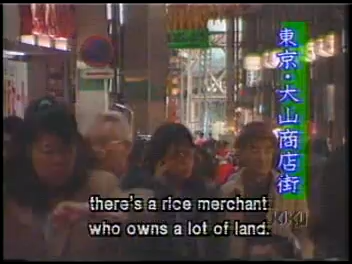 東京・大山商店街
there's a rice merchant
who owns a lot of land.